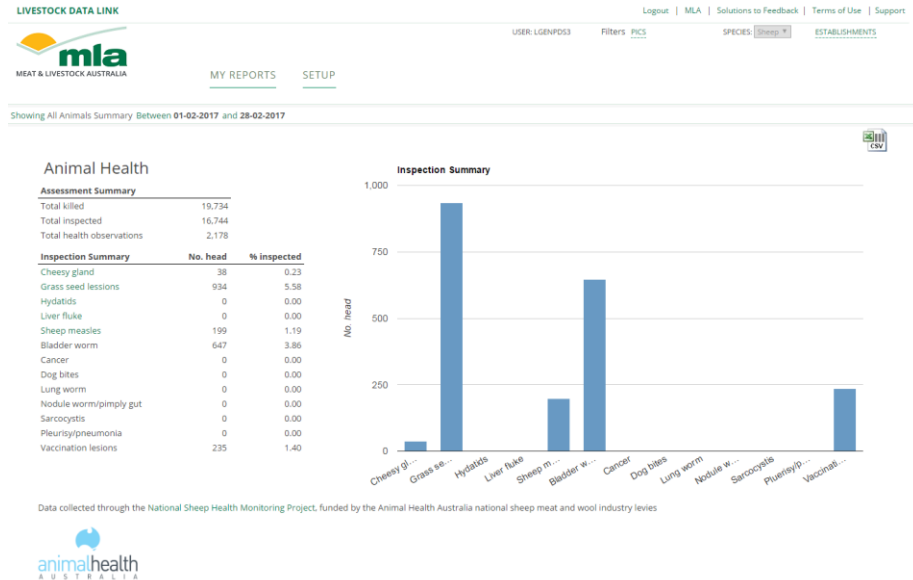 LIVESTOCK DATA LINK
Logout | MLA | Solutions to Feedback | Terms of Use | Support
USER: LGENPDS3 Filters PICS SPECIES: Sheep ESTABLISHMENTS
mla
MEAT & LIVESTOCK AUSTRALIA
MY REPORTS SETUP
Showing All Animals Summary Between 01-02-2017 and 28-02-2017
CSV
Animal Health
Assessment Summary
Total killed 19,734
Total inspected 16,744
Total health observations 2,178
Inspection Summary No. head % inspected
Cheesy gland 38 0.23
Grass seed lessions 934 5.58
Hydatids 0 0.00
Liver fluke 0 0.00
Sheep measles 199 1.19
Bladder worm 647 3.86
Cancer 0 0.00
Dog bites 0 0.00
Lung worm 0 0.00
Nodule worm/pimply gut 0 0.00
Sarcocystis 0 0.00
Pleurisy/pneumonia 0 0.00
Vaccination lesions 235 1.40
Inspection Summary
1,000
750
500
250
0
No. head
Cheesy gl...
Grass se...
Hydatids
Liver fluke
Sheep m...
Bladder w...
Cancer
Dog bites
Lung worm
Nodule w...
Sarcocystis
Pluerisy/p...
Vaccinati...
Data collected through the National Sheep Health Monitoring Project, funded by the Animal Health Australia national sheep meat and wool industry levies
animalhealth
AUSTRALIA